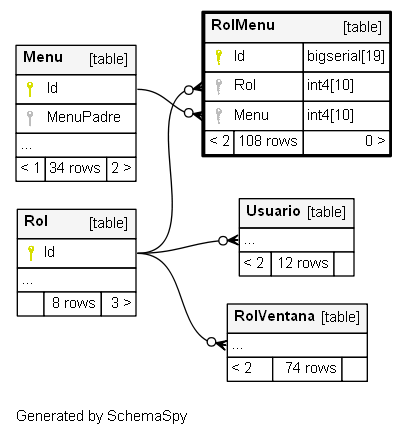 RolMenu [table]
Id bigserial[19]
Rol int4[10]
Menu int4[10]
< 2 108 rows 0 >
Menu [table]
Id
MenuPadre
...
< 1 34 rows 2 >
Rol [table]
Id
...
8 rows 3 >
Usuario [table]
...
< 2 12 rows
RolVentana [table]
...
< 2 74 rows
Generated by SchemaSpy